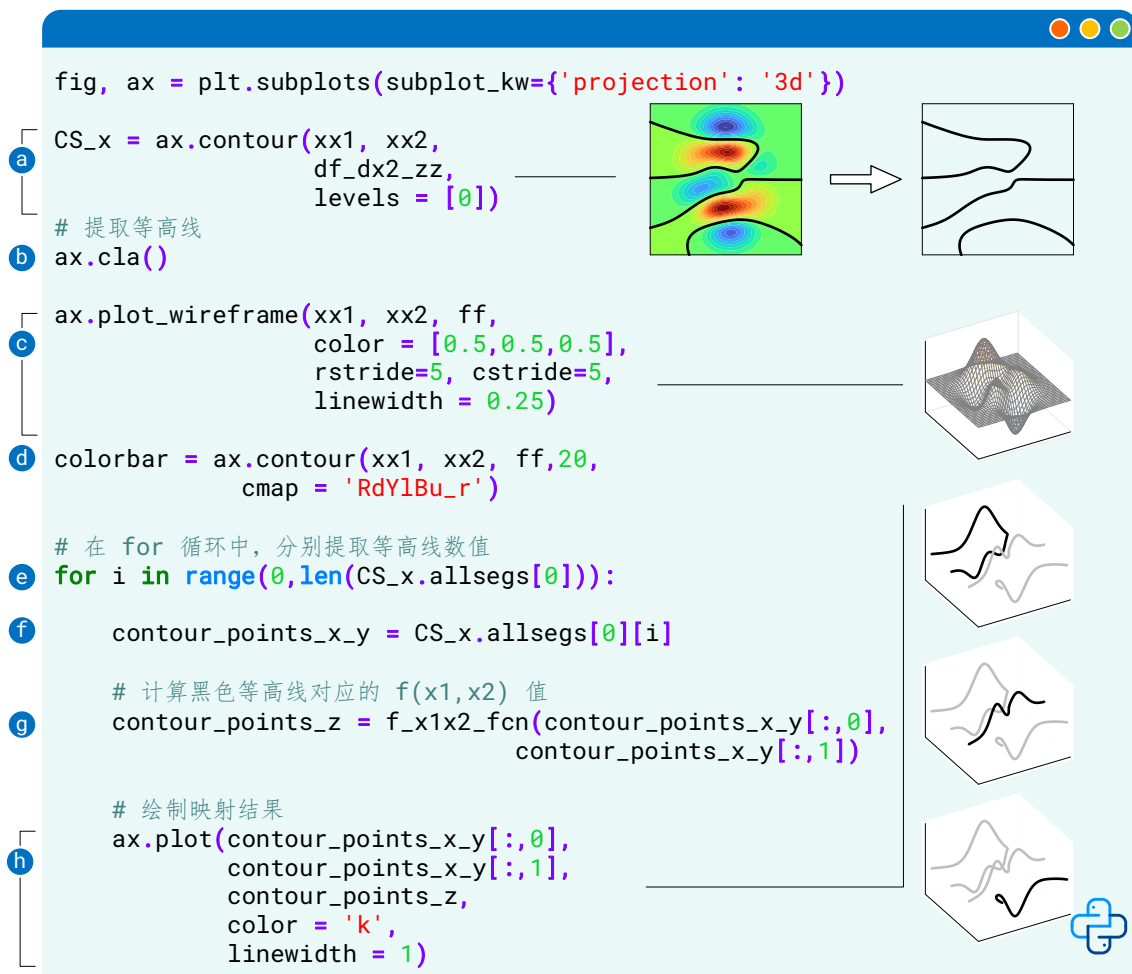 fig, ax = plt.subplots(subplot_kw={'projection': '3d'})
a
CS_x = ax.contour(xx1, xx2,
df_dx2_zz,
levels = [0])
# 提取等高线
b
ax.cla()
c
ax.plot_wireframe(xx1, xx2, ff,
color = [0.5,0.5,0.5],
rstride=5, cstride=5,
linewidth = 0.25)
d
colorbar = ax.contour(xx1, xx2, ff,20,
cmap = 'RdYlBu_r')
# 在 for 循环中，分别提取等高线数值
e
for i in range(0,len(CS_x.allsegs[0])):
f
contour_points_x_y = CS_x.allsegs[0][i]
# 计算黑色等高线对应的 f(x1,x2) 值
g
contour_points_z = f_x1x2_fcn(contour_points_x_y[:,0],
contour_points_x_y[:,1])
# 绘制映射结果
h
ax.plot(contour_points_x_y[:,0],
contour_points_x_y[:,1],
contour_points_z,
color = 'k',
linewidth = 1)